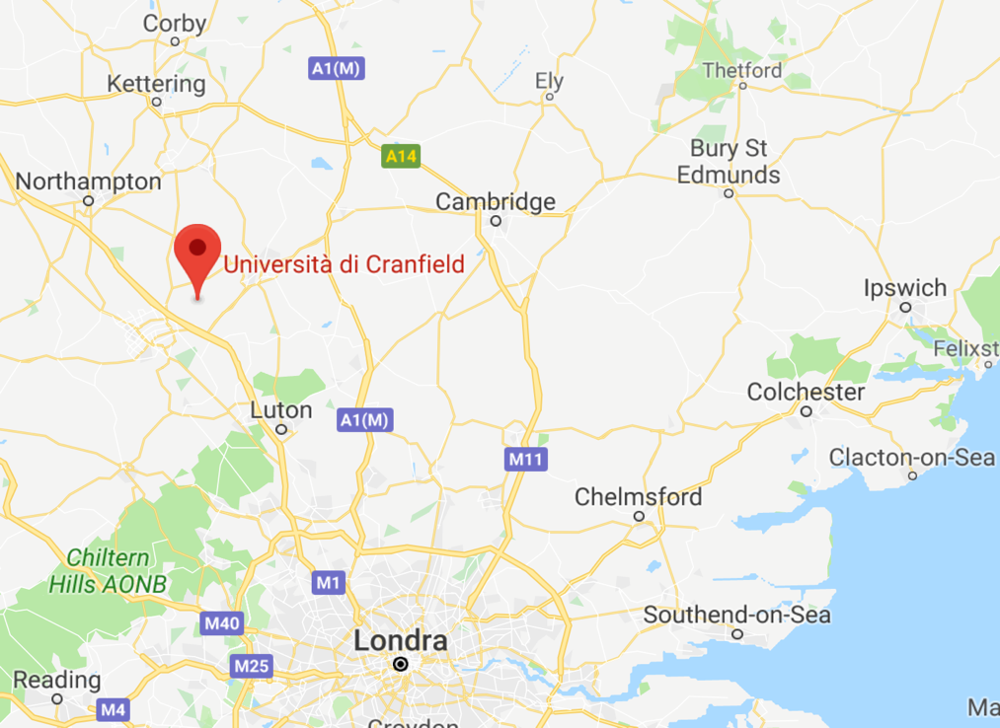 Corby
A1(M)
Kettering
Ely
Thetford
A14
Bury St
Edmunds
Northampton
Cambridge
Università di Cranfield
Ipswich
Felixst
Colchester
Luton
A1(M)
M11
Clacton-on-Sea
Chelmsford
Chiltern
Hills AONB
M1
M40
Southend-on-Sea
Londra
M25
Reading
M4
Ma
Croydon